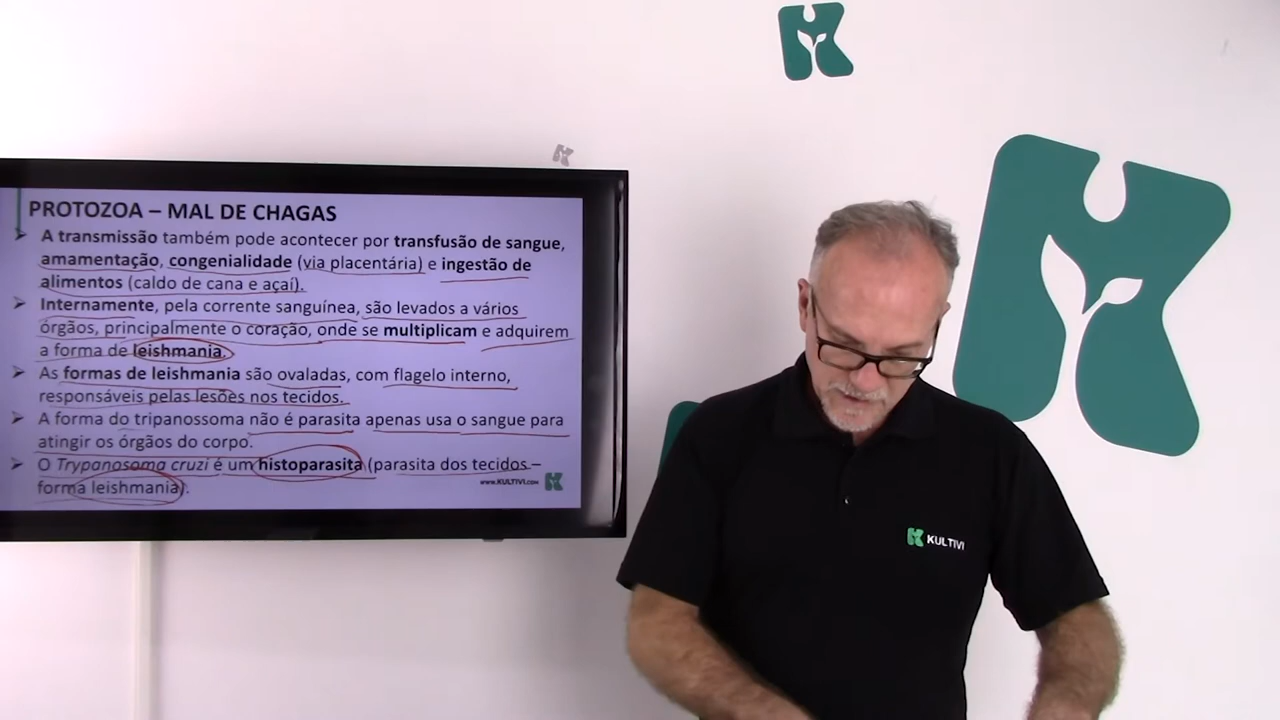 PROTOZOA – MAL DE CHAGAS
➤ A transmissão também pode acontecer por transfusão de sangue,
amamentação, congenialidade (via placentária) e ingestão de
alimentos (caldo de cana e açaí).
➤ Internamente, pela corrente sanguínea, são levados a vários
órgãos, principalmente o coração, onde se multiplicam e adquirem
a forma de leishmania.
➤ As formas de leishmania são ovaladas, com flagelo interno,
responsáveis pelas lesões nos tecidos.
➤ A forma do tripanossoma não é parasita apenas usa o sangue para
atingir os órgãos do corpo.
➤ O Trypanosoma cruzi é um histoparasita (parasita dos tecidos –
forma leishmania).
www.KULTIVI.com
KULTIVI